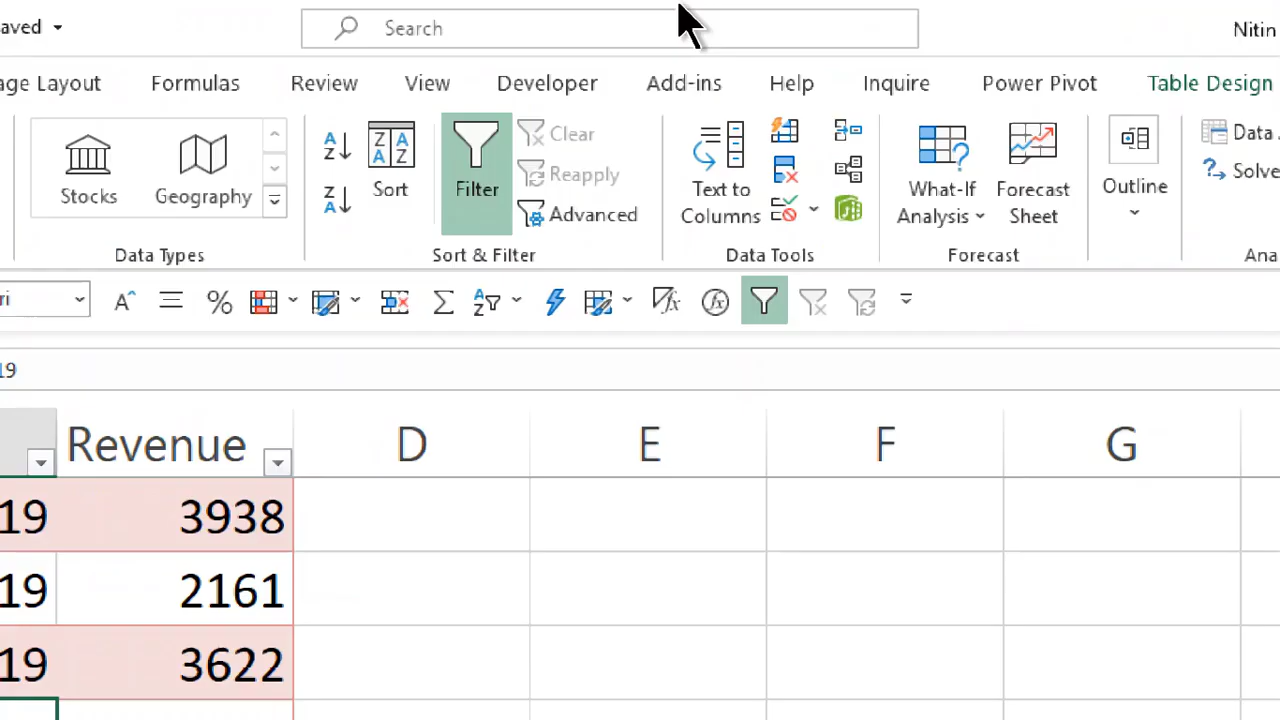 aved
Search
Nitin
age Layout Formulas Review View Developer Add-ins Help Inquire Power Pivot Table Design
Stocks Geography
Sort
Filter
Clear
Reapply
Advanced
Text to
Columns
What-If
Analysis
Forecast
Sheet
Outline
Data
Solve
Data Types Sort & Filter Data Tools Forecast Ana
ri
19
Revenue D E F G
19 3938
19 2161
19 3622